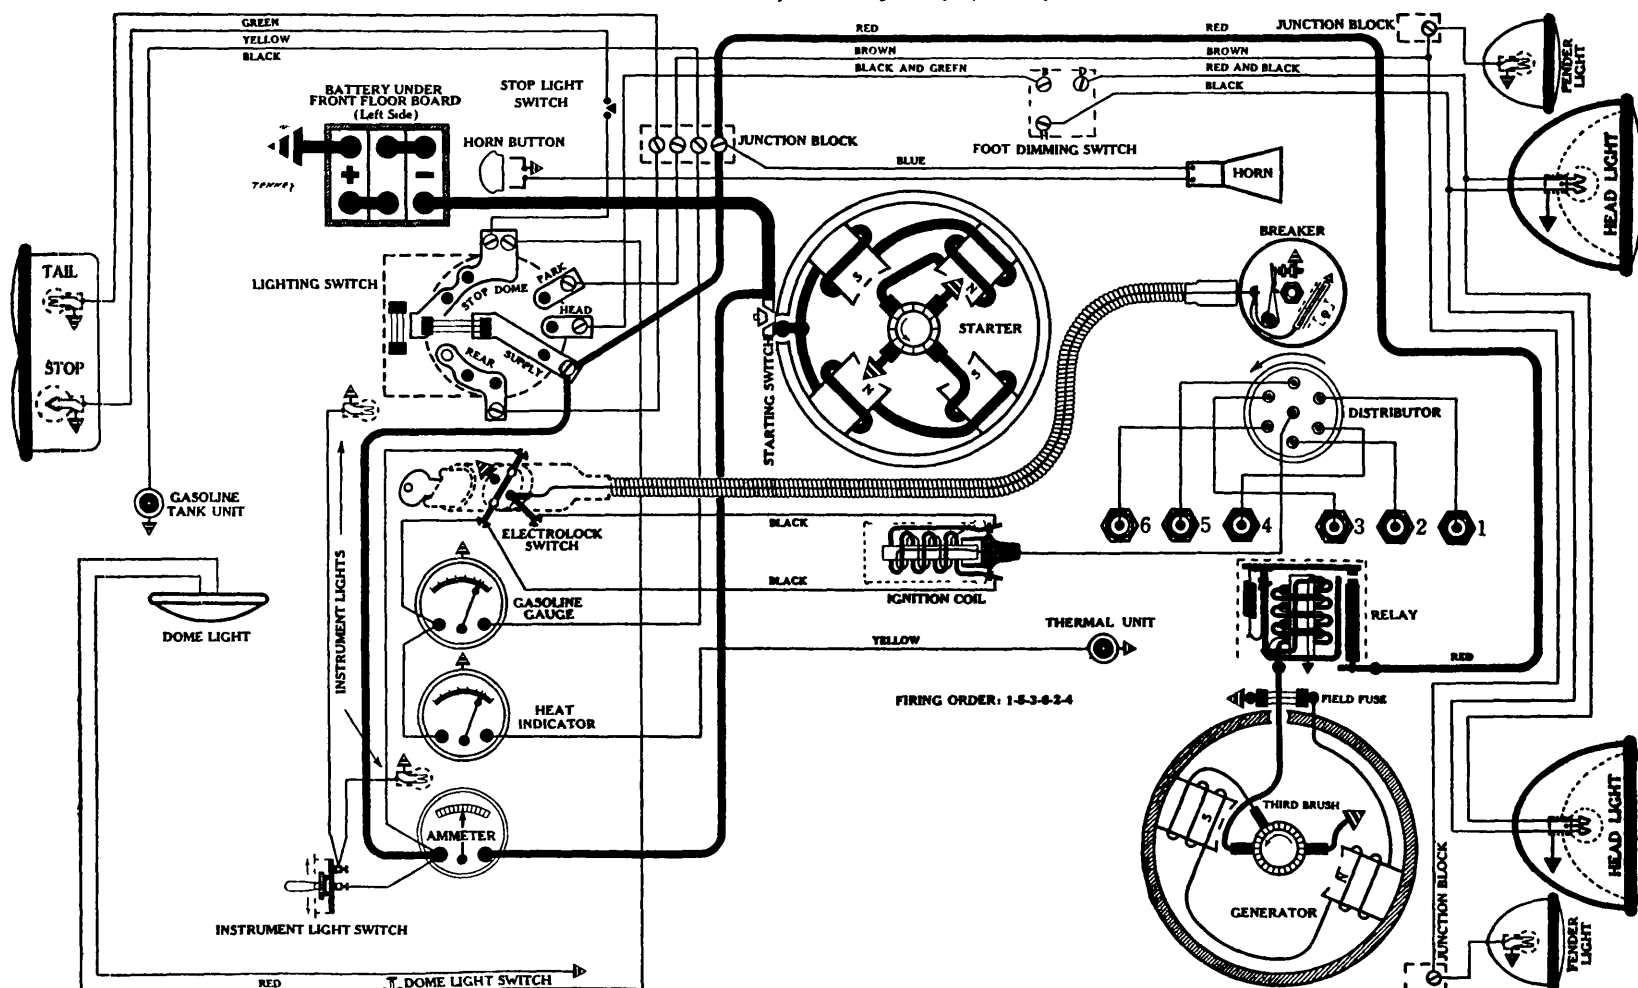 GREEN
YELLOW
BLACK
RED
RED
BROWN
BROWN
BLACK AND GREEN
RED AND BLACK
BLACK
JUNCTION BLOCK
FENDER
LIGHT
BATTERY UNDER
FRONT FLOOR BOARD
(Left Side)
+
−
STOP LIGHT
SWITCH
HORN BUTTON
JUNCTION BLOCK
B
D
H
FOOT DIMMING SWITCH
BLUE
HORN
HEAD LIGHT
TAIL
STOP
LIGHTING SWITCH
STOP
DOME
PARK
HEAD
SUPPLY
REAR
STARTING SWITCH
S
N
N
S
STARTER
BREAKER
DISTRIBUTOR
6
5
4
3
2
1
GASOLINE
TANK UNIT
ELECTROLOCK
SWITCH
BLACK
BLACK
IGNITION COIL
INSTRUMENT LIGHTS
GASOLINE
GAUGE
DOME LIGHT
YELLOW
THERMAL UNIT
RELAY
RED
HEAT
INDICATOR
FIRING ORDER: 1-5-3-6-2-4
FIELD FUSE
AMMETER
THIRD BRUSH
S
N
GENERATOR
HEAD LIGHT
JUNCTION BLOCK
FENDER
LIGHT
INSTRUMENT LIGHT SWITCH
RED
DOME LIGHT SWITCH